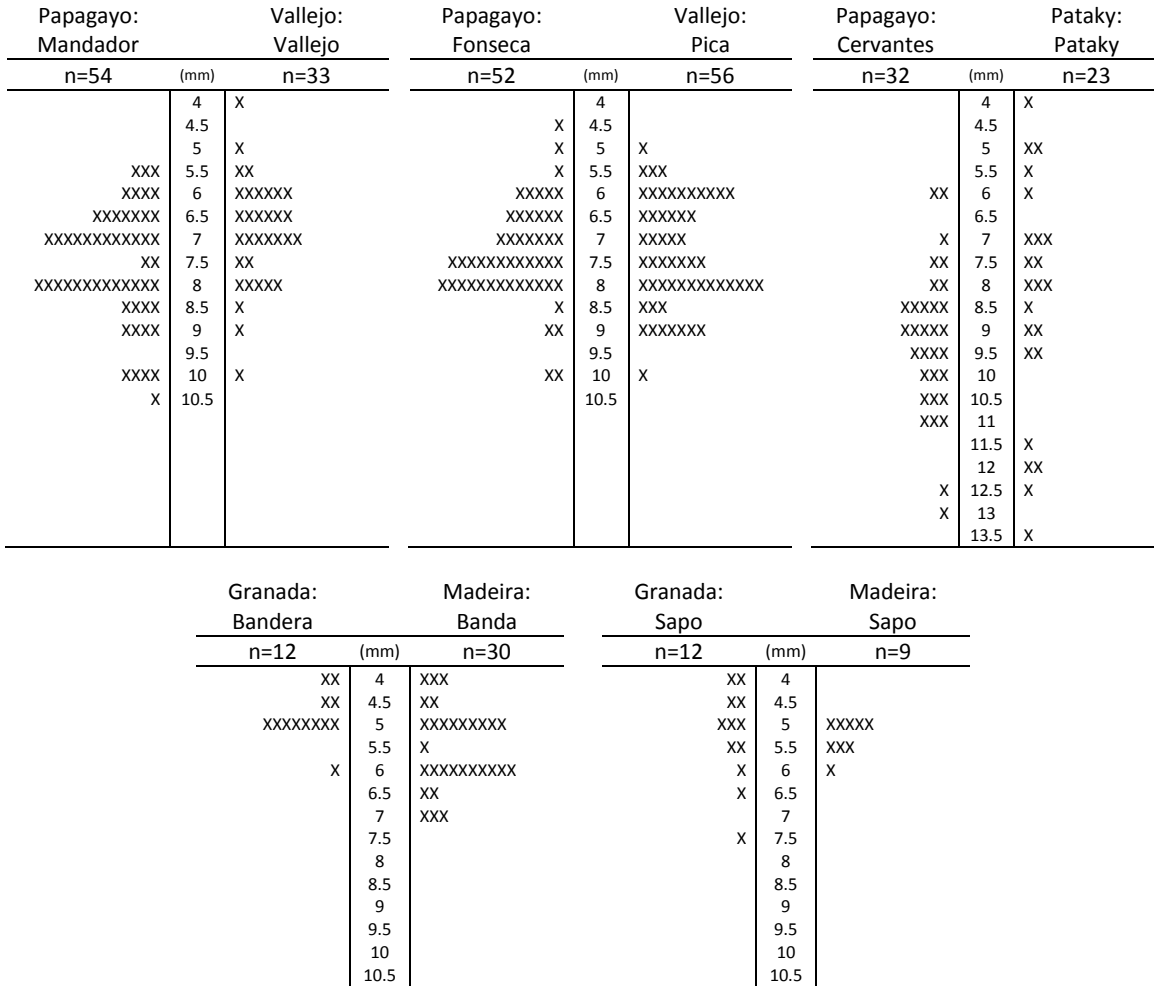 Papagayo: Vallejo: Papagayo: Vallejo: Papagayo: Pataky:
Mandador Vallejo Fonseca Pica Cervantes Pataky
n=54 (mm) n=33 n=52 (mm) n=56 n=32 (mm) n=23
4 X 4 4 X
4.5 X 4.5 4.5
5 X X 5 X 5 XX
XXX 5.5 XX X 5.5 XXX 5.5 X
XXXX 6 XXXXXX XXXXX 6 XXXXXXXXXX XX 6 X
XXXXXXX 6.5 XXXXXX XXXXXX 6.5 XXXXXX 6.5
XXXXXXXXXXXX 7 XXXXXXX XXXXXXX 7 XXXXX X 7 XXX
XX 7.5 XX XXXXXXXXXXXX 7.5 XXXXXXX XX 7.5 XX
XXXXXXXXXXXXX 8 XXXXX XXXXXXXXXXXXX 8 XXXXXXXXXXXXX XX 8 XXX
XXXX 8.5 X X 8.5 XXX XXXXX 8.5 X
XXXX 9 X XX 9 XXXXXXX XXXXX 9 XX
9.5 9.5 XXXX 9.5 XX
XXXX 10 X XX 10 X XXX 10
X 10.5 10.5 XXX 10.5
XXX 11
11.5 X
12 XX
X 12.5 X
X 13
13.5 X
Granada: Madeira: Granada: Madeira:
Bandera Banda Sapo Sapo
n=12 (mm) n=30 n=12 (mm) n=9
XX 4 XXX XX 4
XX 4.5 XX XX 4.5
XXXXXXXX 5 XXXXXXXXX XXX 5 XXXXX
5.5 X XX 5.5 XXX
X 6 XXXXXXXXXX X 6 X
6.5 XX X 6.5
7 XXX 7
7.5 X 7.5
8 8
8.5 8.5
9 9
9.5 9.5
10 10
10.5 10.5